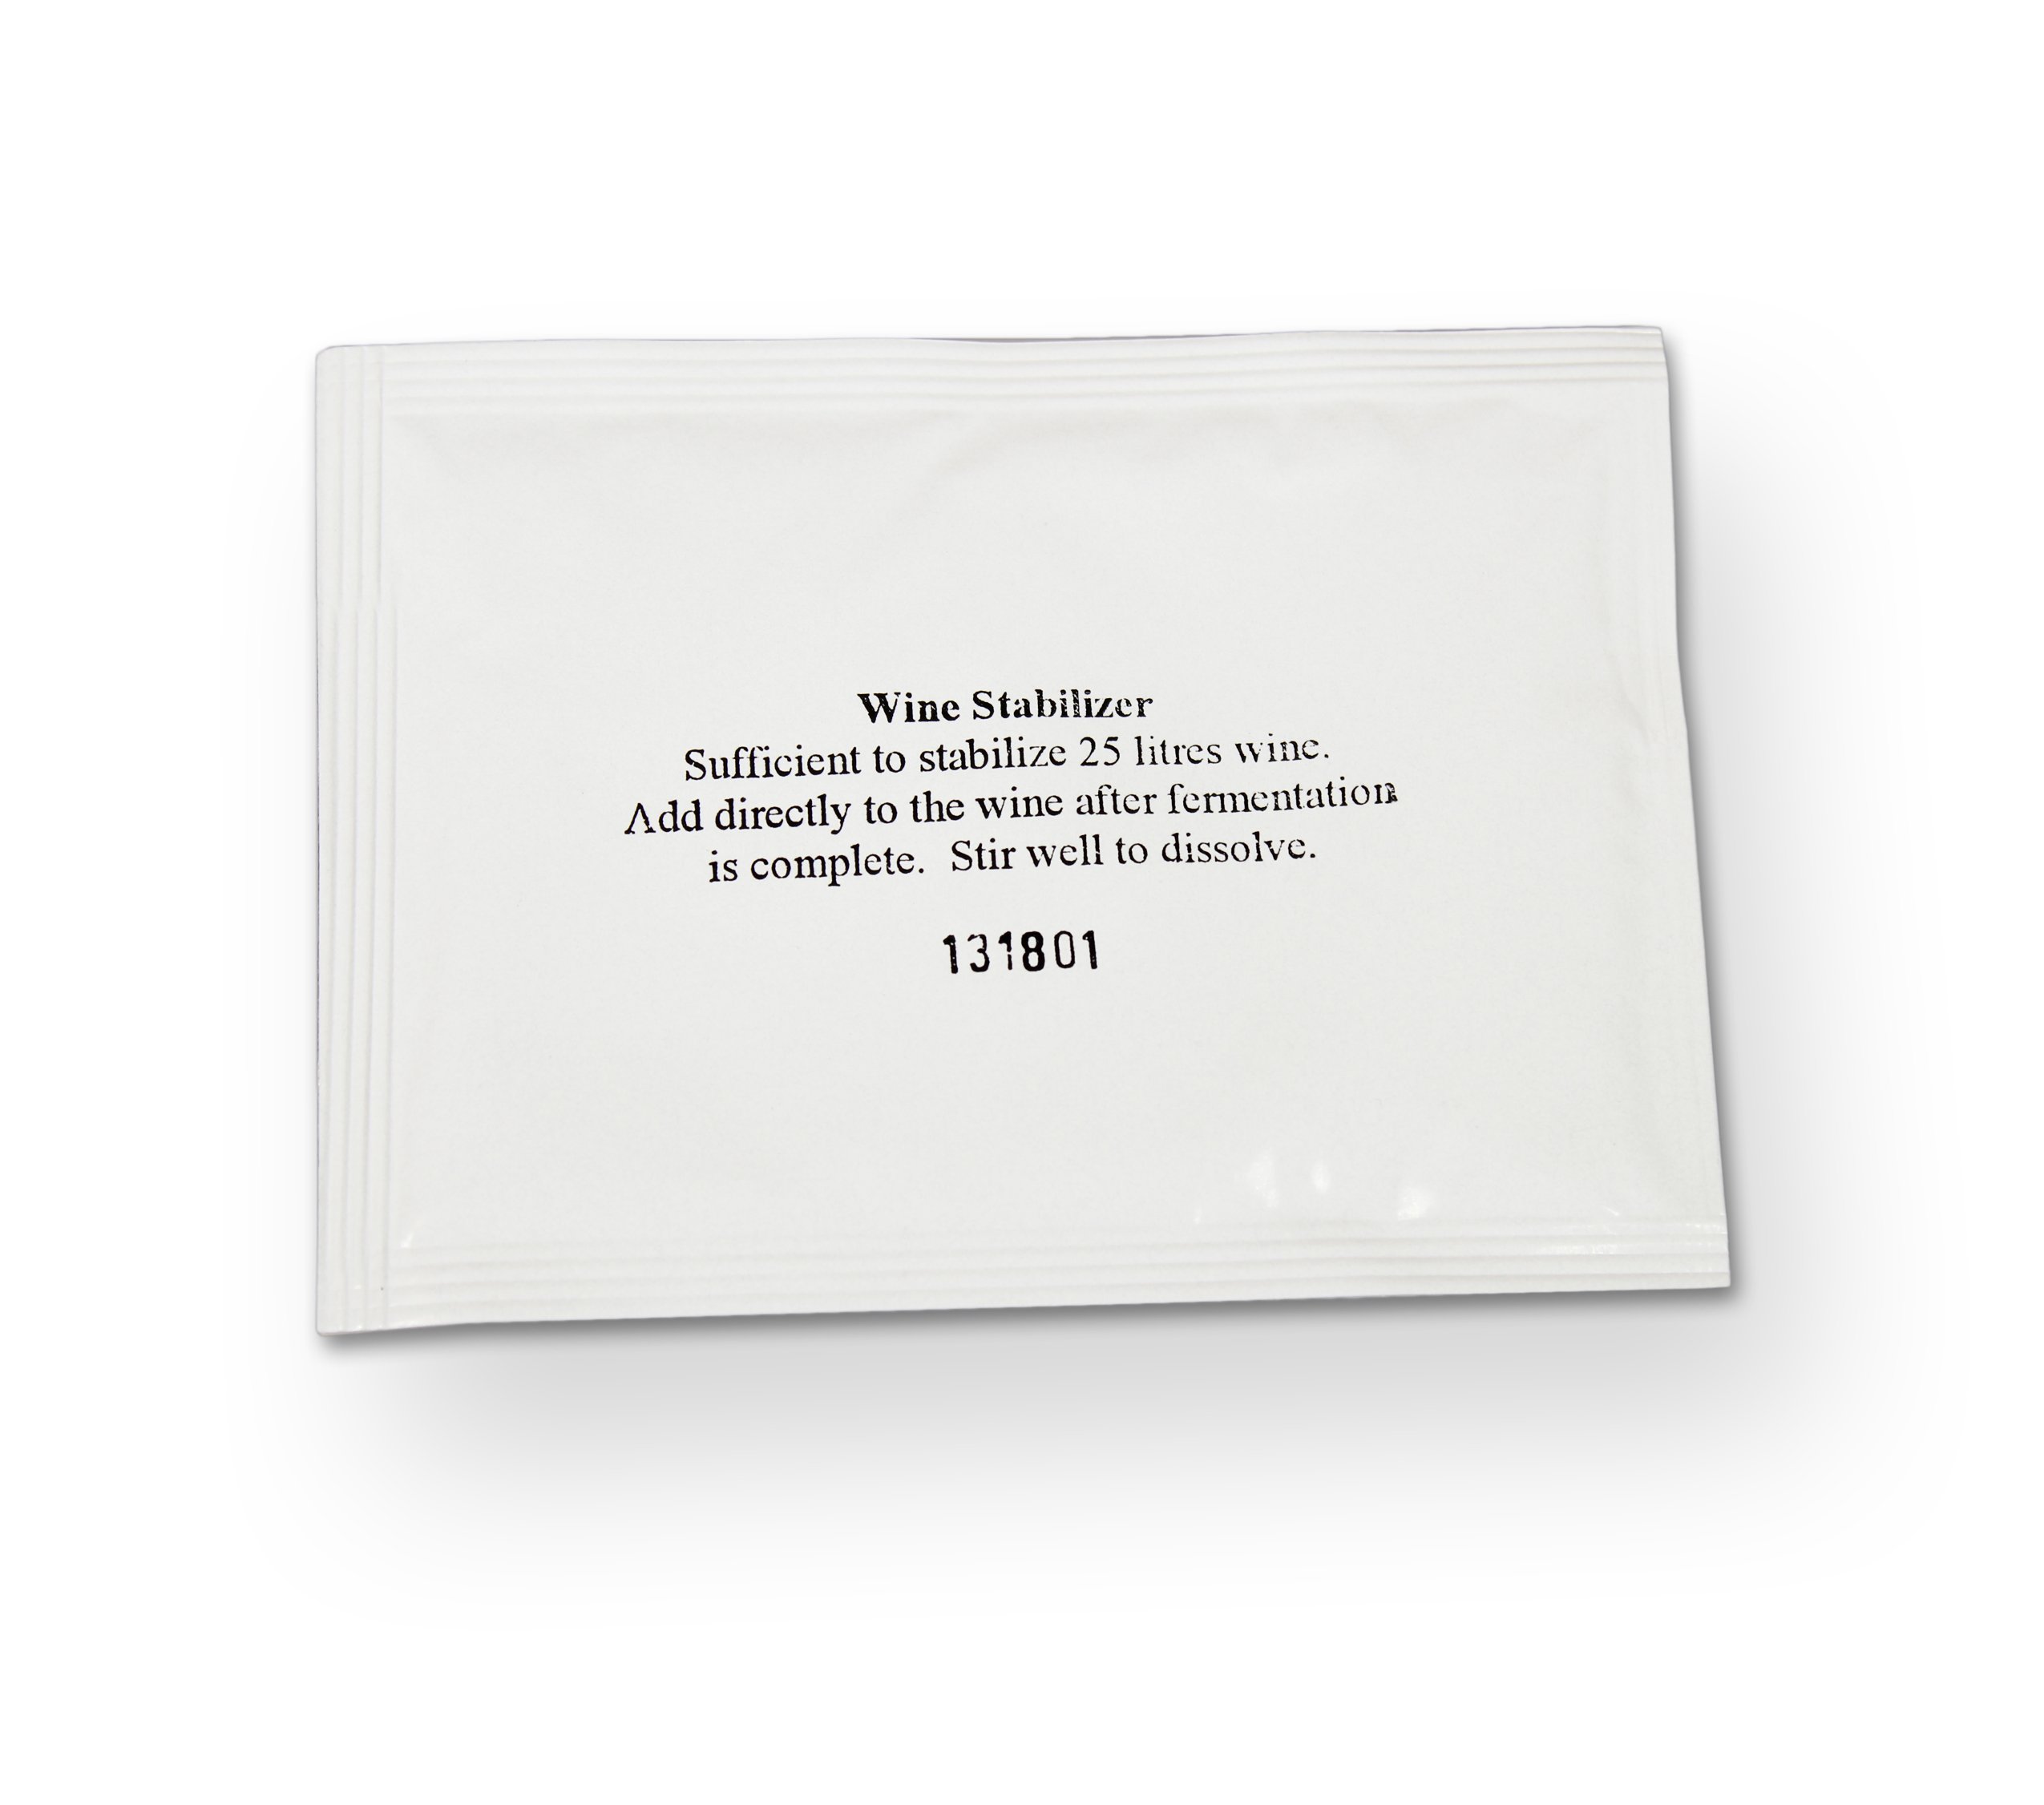 Wine Stabilizer
Sufficient to stabilize 25 litres wine.
Add directly to the wine after fermentation
is complete.  Stir well to dissolve.
131801